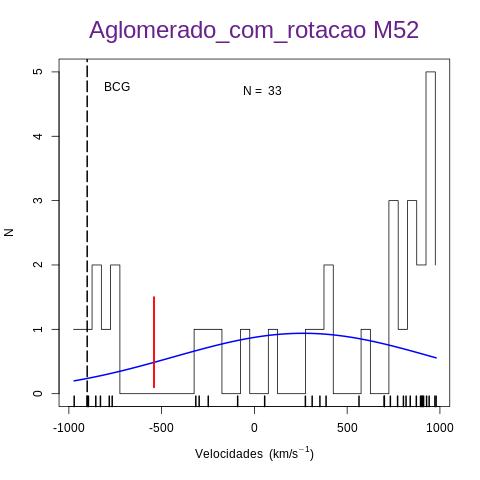 Aglomerado_com_rotacao M52
BCG
N = 33
5
4
3
2
1
0
N
-1000 -500 0 500 1000
Velocidades (km/s⁻¹)